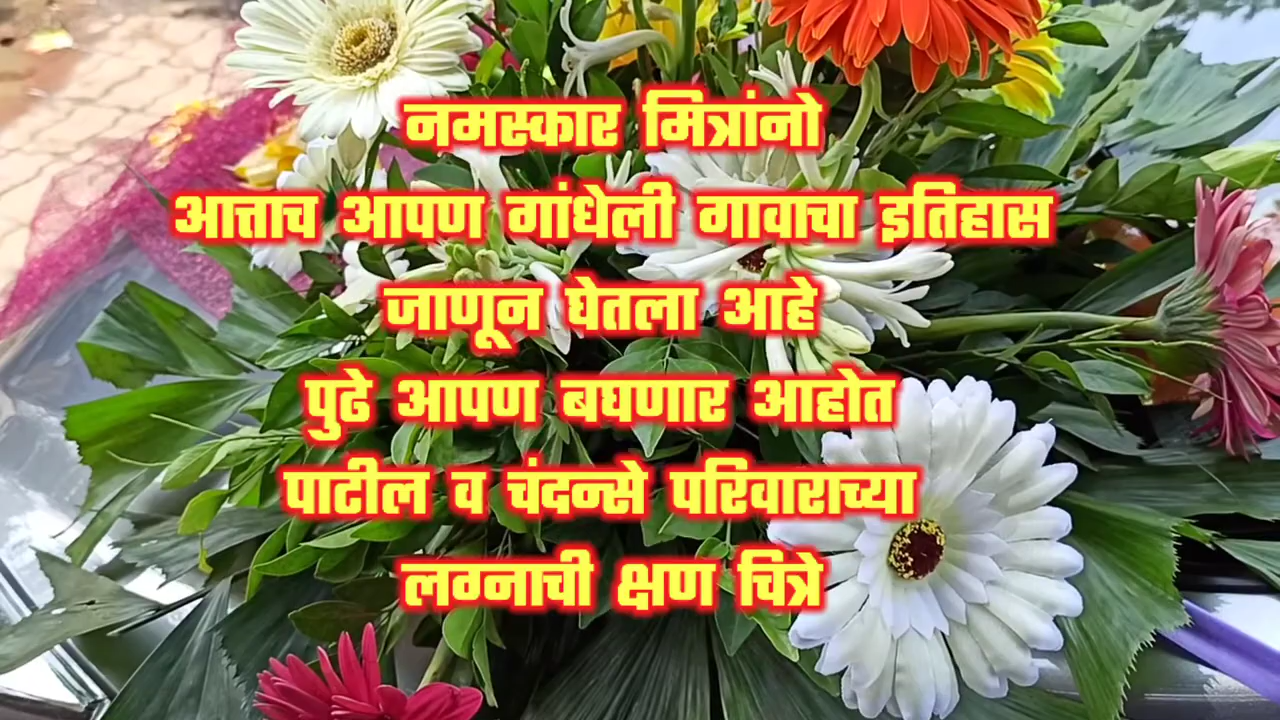 नमस्कार मित्रांनो
आत्ताच आपण गांधेली गावाचा इतिहास
जाणून घेतला आहे
पुढे आपण बघणार आहोत
पाटील व चंदन्से परिवाराच्या
लग्नाची क्षण चित्रे